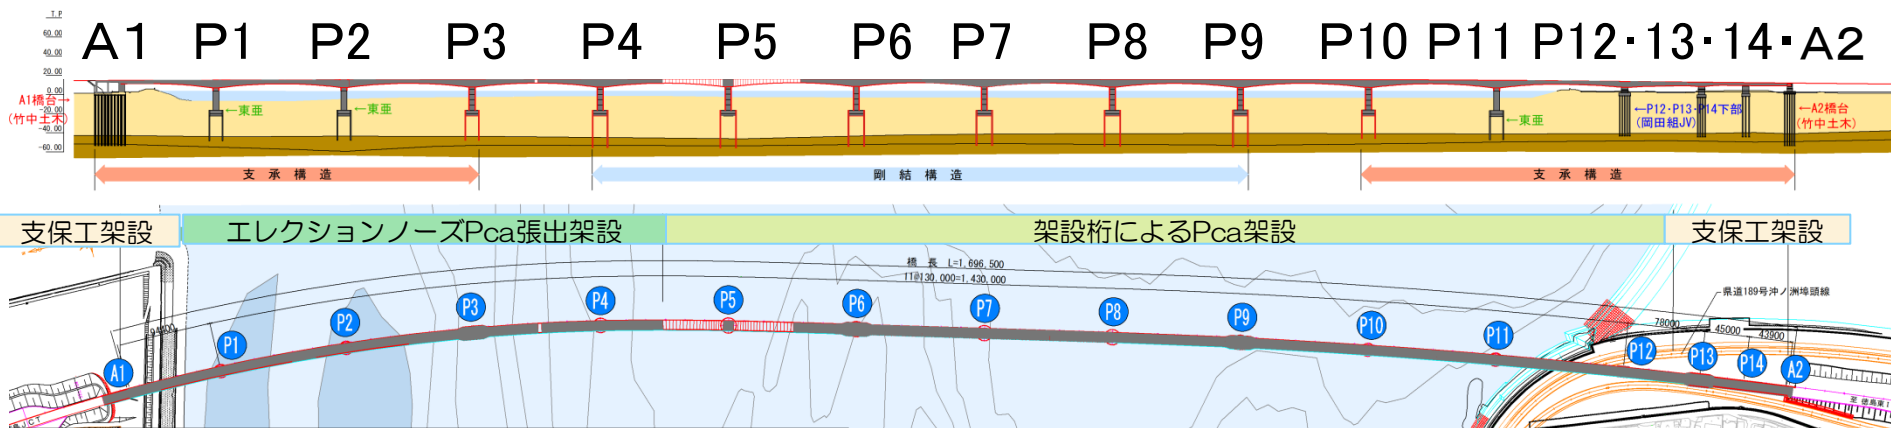 T.P
60.00
40.00
20.00
0.00
-20.00
-40.00
-60.00
A1 P1 P2 P3 P4 P5 P6 P7 P8 P9 P10 P11 P12・13・14・A2
A1橋台→
(竹中土木)
←東亜
←東亜
←東亜
←P12・P13・P14下部
(岡田組JV)
←A2橋台
(竹中土木)
支承構造
剛結構造
支承構造
支保工架設
エレクションノーズPca張出架設
架設桁によるPca架設
支保工架設
橋長 L=1,696,500
11@130,000=1,430,000
県道189号沖ノ洲埠頭線
94400
78000
45000
43900
A1
P1
P2
P3
P4
P5
P6
P7
P8
P9
P10
P11
P12
P13
P14
A2
JCT